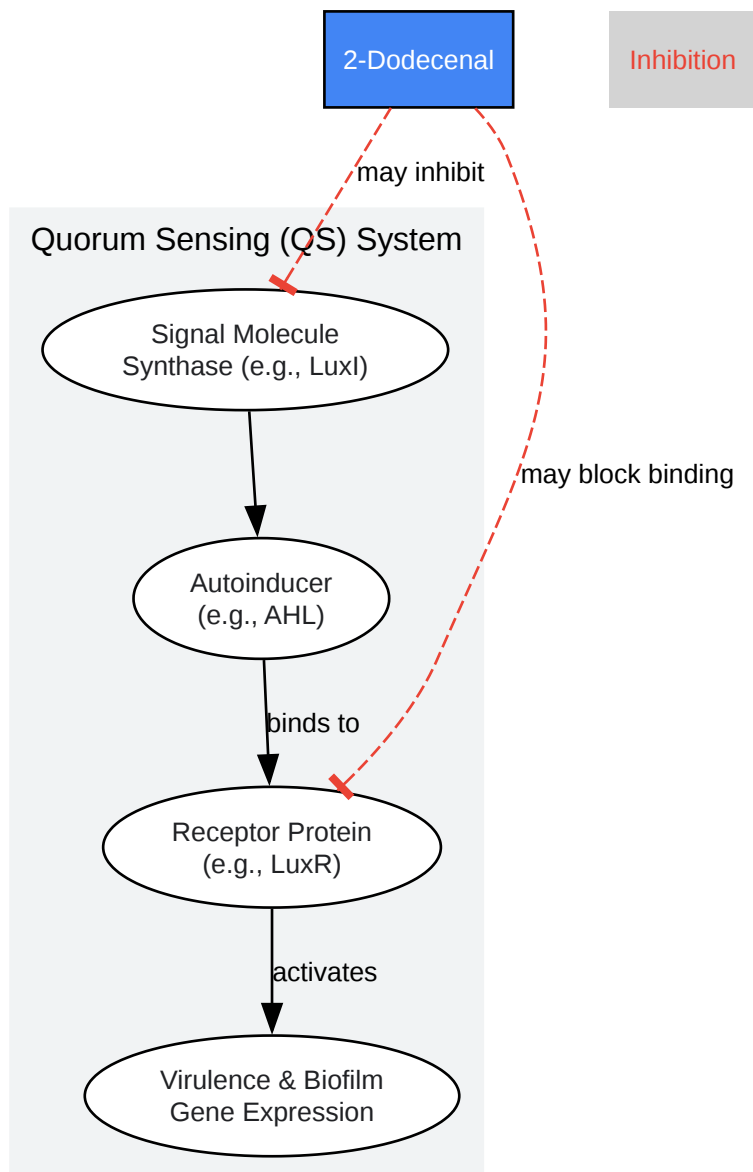 2-Dodecenal
Inhibition
may inhibit
Quorum Sensing (QS) System
Signal Molecule
Synthase (e.g., LuxI)
may block binding
Autoinducer
(e.g., AHL)
binds to
Receptor Protein
(e.g., LuxR)
activates
Virulence & Biofilm
Gene Expression